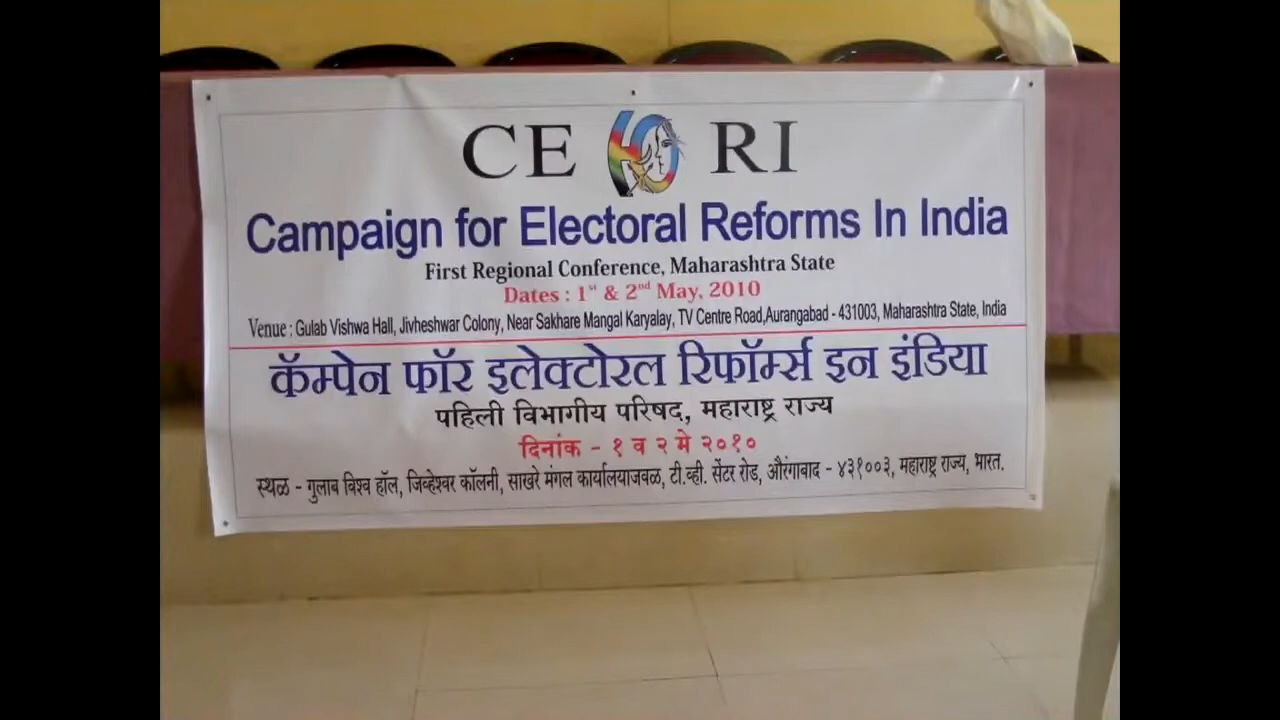 CE RI
Campaign for Electoral Reforms In India
First Regional Conference, Maharashtra State
Dates : 1st & 2nd May, 2010
Venue : Gulab Vishwa Hall, Jivheshwar Colony, Near Sakhare Mangal Karyalay, TV Centre Road,Aurangabad - 431003, Maharashtra State, India
कॅम्पेन फॉर इलेक्टोरल रिफॉर्म्स इन इंडिया
पहिली विभागीय परिषद, महाराष्ट्र राज्य
दिनांक - १ व २ मे २०१०
स्थळ - गुलाब विश्व हॉल, जिव्हेश्वर कॉलनी, साखरे मंगल कार्यालयाजवळ, टी.व्ही. सेंटर रोड, औरंगाबाद - ४३१००३, महाराष्ट्र राज्य, भारत.